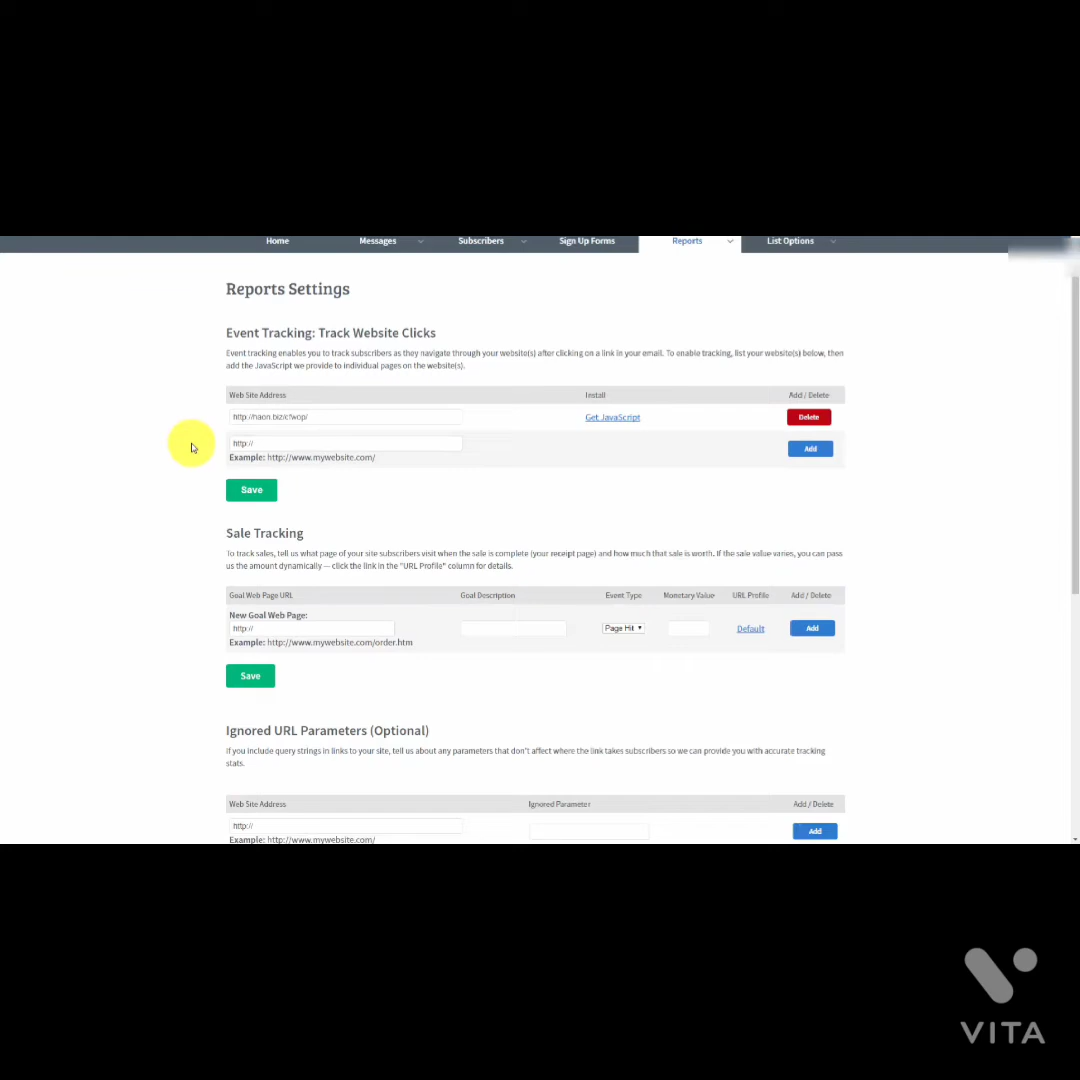 Home Messages Subscribers Sign Up Forms Reports List Options
Reports Settings
Event Tracking: Track Website Clicks
Event tracking enables you to track subscribers as they navigate through your website(s) after clicking on a link in your email. To enable tracking, list your website(s) below, then
add the JavaScript we provide to individual pages on the website(s).
Web Site Address Install Add / Delete
http://naon.biz/cfwop/ Get JavaScript Delete
http://
Example: http://www.mywebsite.com/ Add
Save
Sale Tracking
To track sales, tell us what page of your site subscribers visit when the sale is complete (your receipt page) and how much that sale is worth. If the sale value varies, you can pass
us the amount dynamically — click the link in the "URL Profile" column for details.
Goal Web Page URL Goal Description Event Type Monetary Value URL Profile Add / Delete
New Goal Web Page:
http:// Page Hit Default Add
Example: http://www.mywebsite.com/order.htm
Save
Ignored URL Parameters (Optional)
If you include query strings in links to your site, tell us about any parameters that don't affect where the link takes subscribers so we can provide you with accurate tracking
stats.
Web Site Address Ignored Parameter Add / Delete
http:// Add
Example: http://www.mywebsite.com/
VITA